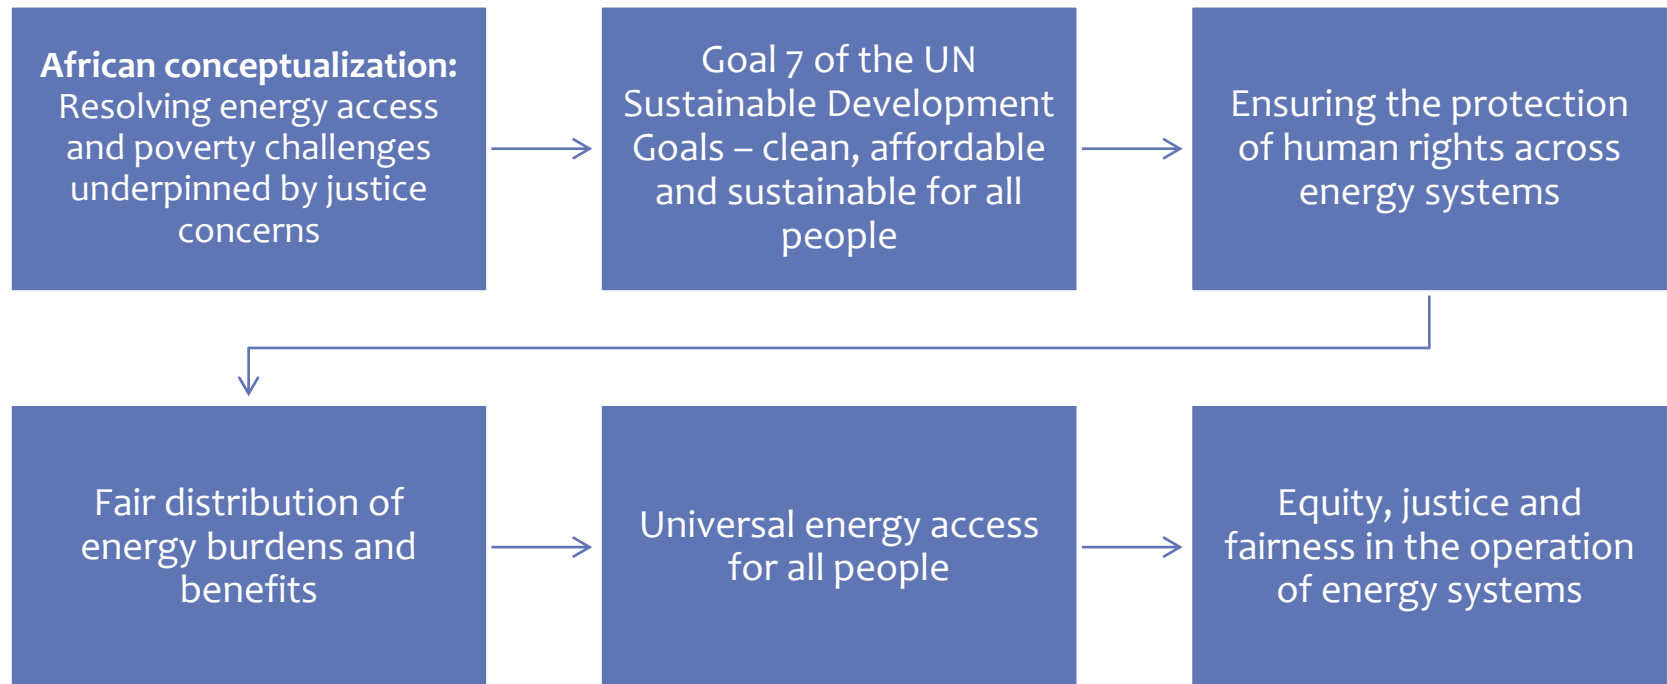 African conceptualization:
Resolving energy access
and poverty challenges
underpinned by justice
concerns
Goal 7 of the UN
Sustainable Development
Goals – clean, affordable
and sustainable for all
people
Ensuring the protection
of human rights across
energy systems
Fair distribution of
energy burdens and
benefits
Universal energy access
for all people
Equity, justice and
fairness in the operation
of energy systems